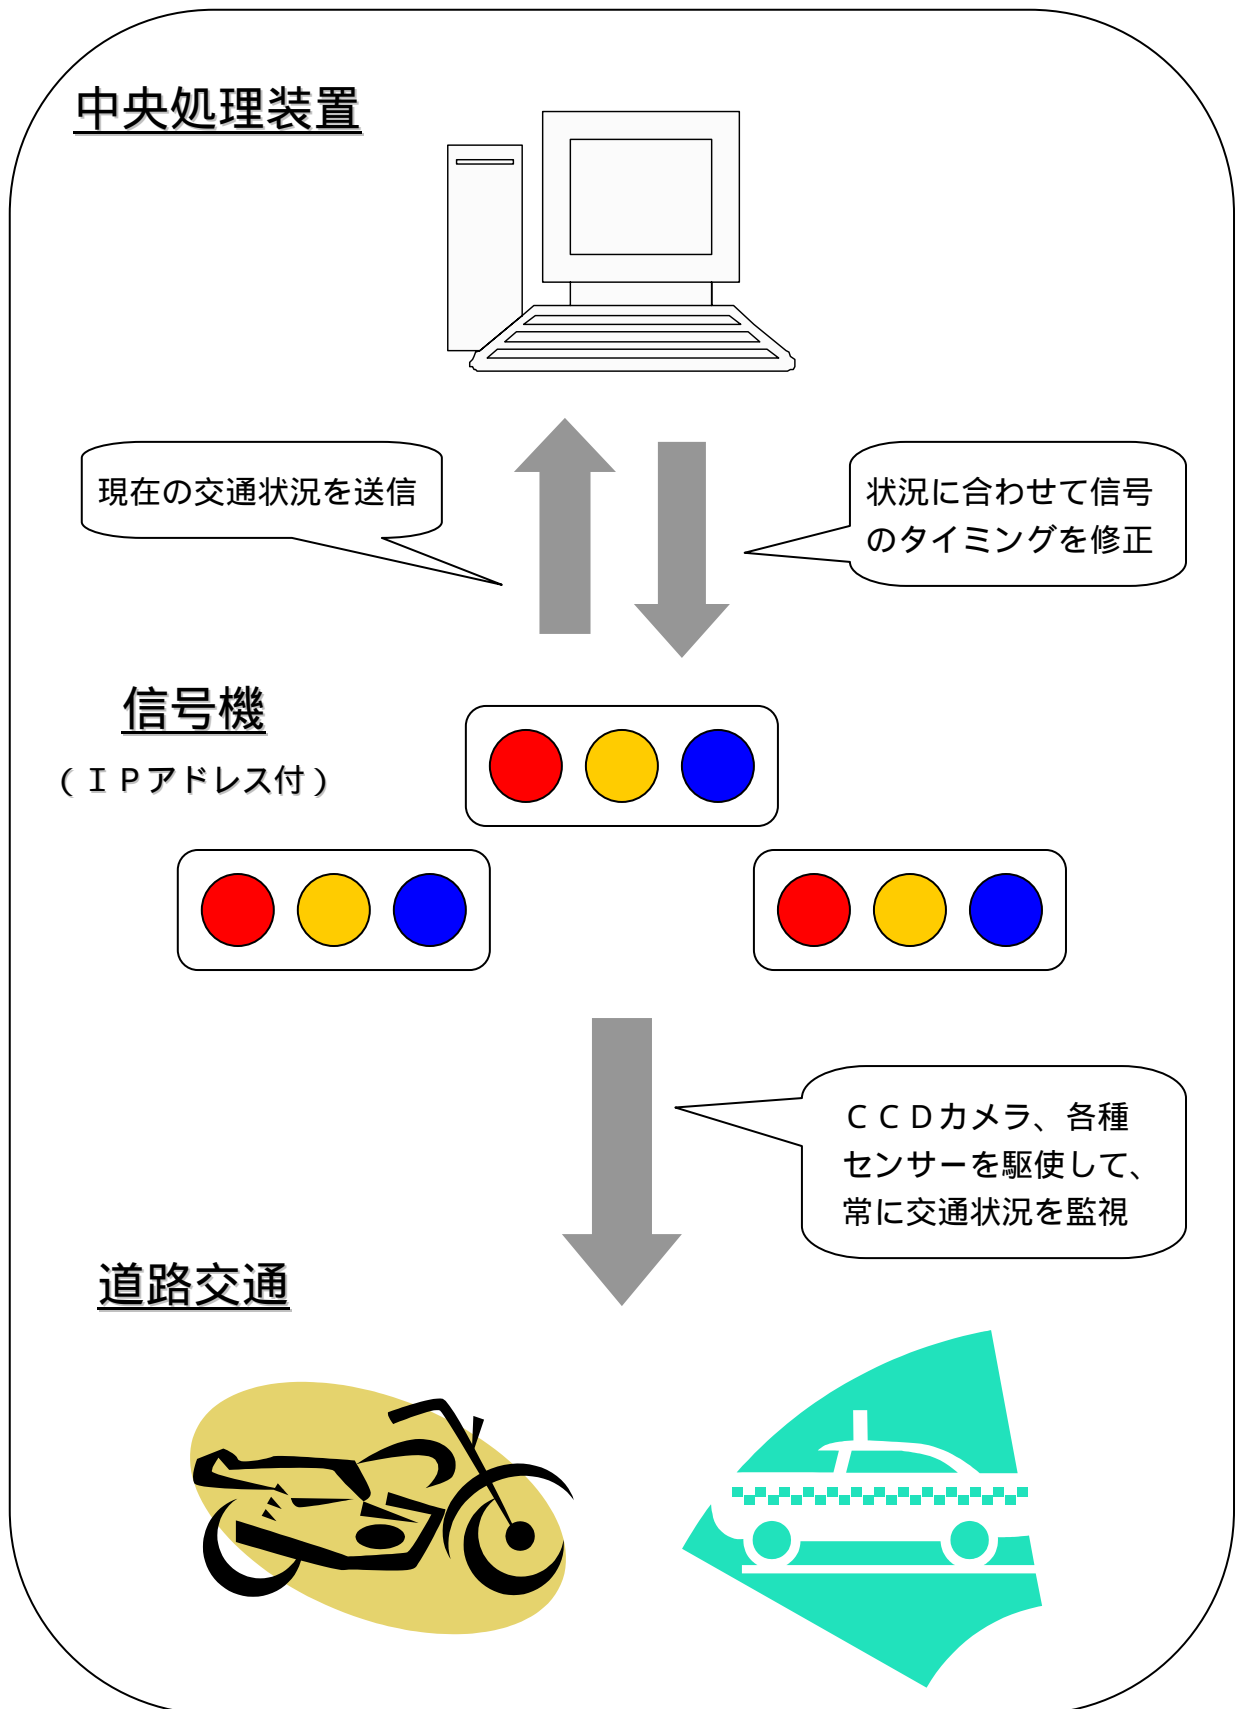 中央処理装置
現在の交通状況を送信
状況に合わせて信号
のタイミングを修正
信号機
（ＩＰアドレス付）
ＣＣＤカメラ、各種
センサーを駆使して、
常に交通状況を監視
道路交通